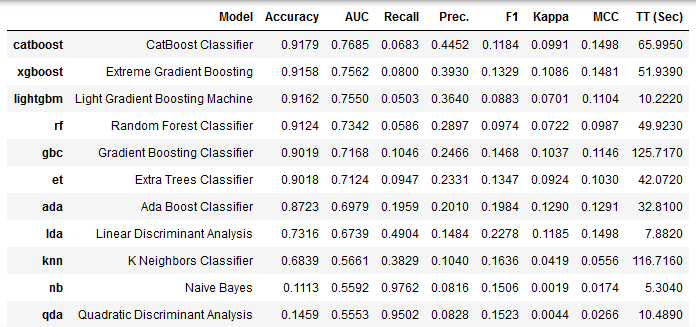 Model Accuracy AUC Recall Prec. F1 Kappa MCC TT (Sec)
catboost CatBoost Classifier 0.9179 0.7685 0.0683 0.4452 0.1184 0.0991 0.1498 65.9950
xgboost Extreme Gradient Boosting 0.9158 0.7562 0.0800 0.3930 0.1329 0.1086 0.1481 51.9390
lightgbm Light Gradient Boosting Machine 0.9162 0.7550 0.0503 0.3640 0.0883 0.0701 0.1104 10.2220
rf Random Forest Classifier 0.9124 0.7342 0.0586 0.2897 0.0974 0.0722 0.0987 49.9230
gbc Gradient Boosting Classifier 0.9019 0.7168 0.1046 0.2466 0.1468 0.1037 0.1146 125.7170
et Extra Trees Classifier 0.9018 0.7124 0.0947 0.2331 0.1347 0.0924 0.1030 42.0720
ada Ada Boost Classifier 0.8723 0.6979 0.1959 0.2010 0.1984 0.1290 0.1291 32.8100
lda Linear Discriminant Analysis 0.7316 0.6739 0.4904 0.1484 0.2278 0.1185 0.1498 7.8820
knn K Neighbors Classifier 0.6839 0.5661 0.3829 0.1040 0.1636 0.0419 0.0556 116.7160
nb Naive Bayes 0.1113 0.5592 0.9762 0.0816 0.1506 0.0019 0.0174 5.3040
qda Quadratic Discriminant Analysis 0.1459 0.5553 0.9502 0.0828 0.1523 0.0044 0.0266 10.4890